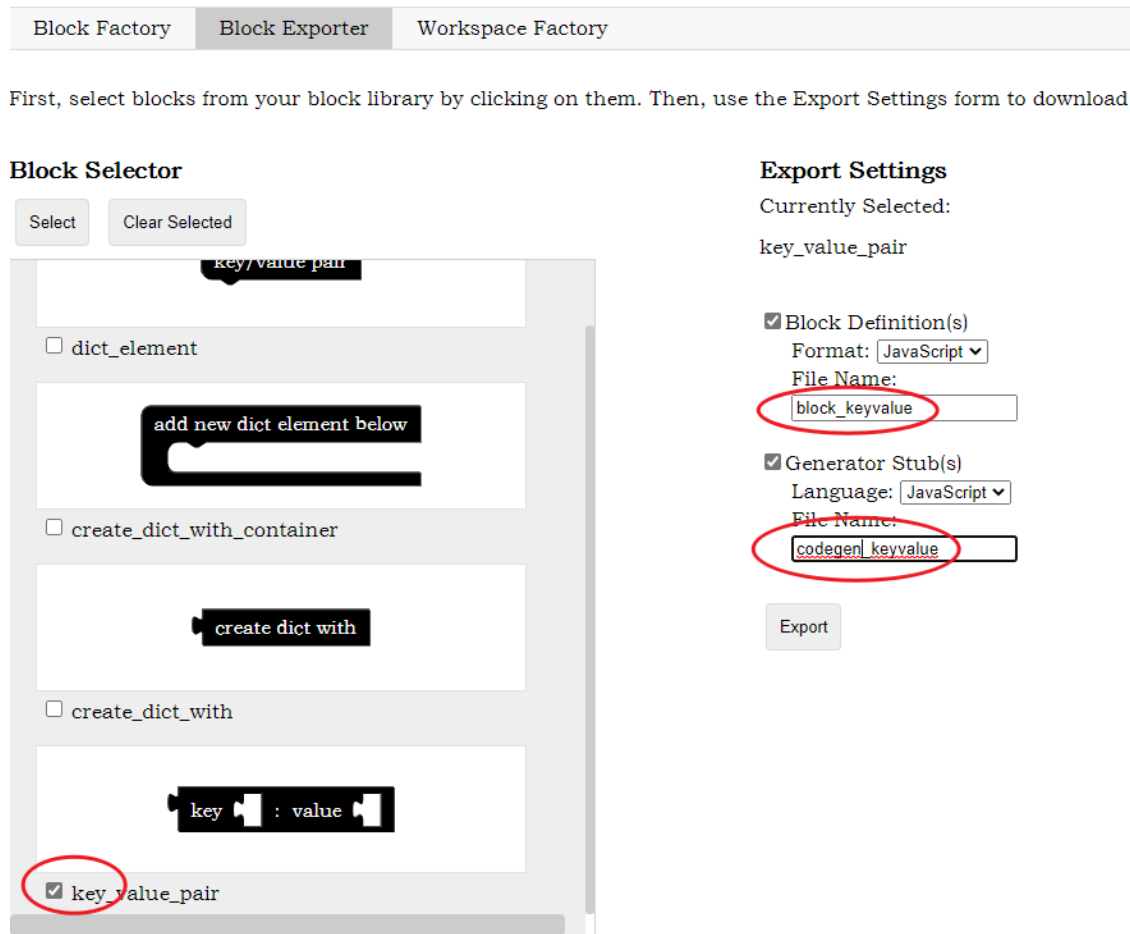 Block Factory
Block Exporter
Workspace Factory
First, select blocks from your block library by clicking on them. Then, use the Export Settings form to download
Block Selector
Select
Clear Selected
key/value pair
dict_element
add new dict element below
create_dict_with_container
create dict with
create_dict_with
key : value
key_value_pair
Export Settings
Currently Selected:
key_value_pair
Block Definition(s)
Format: JavaScript
File Name:
block_keyvalue
Generator Stub(s)
Language: JavaScript
File Name:
codegen_keyvalue
Export